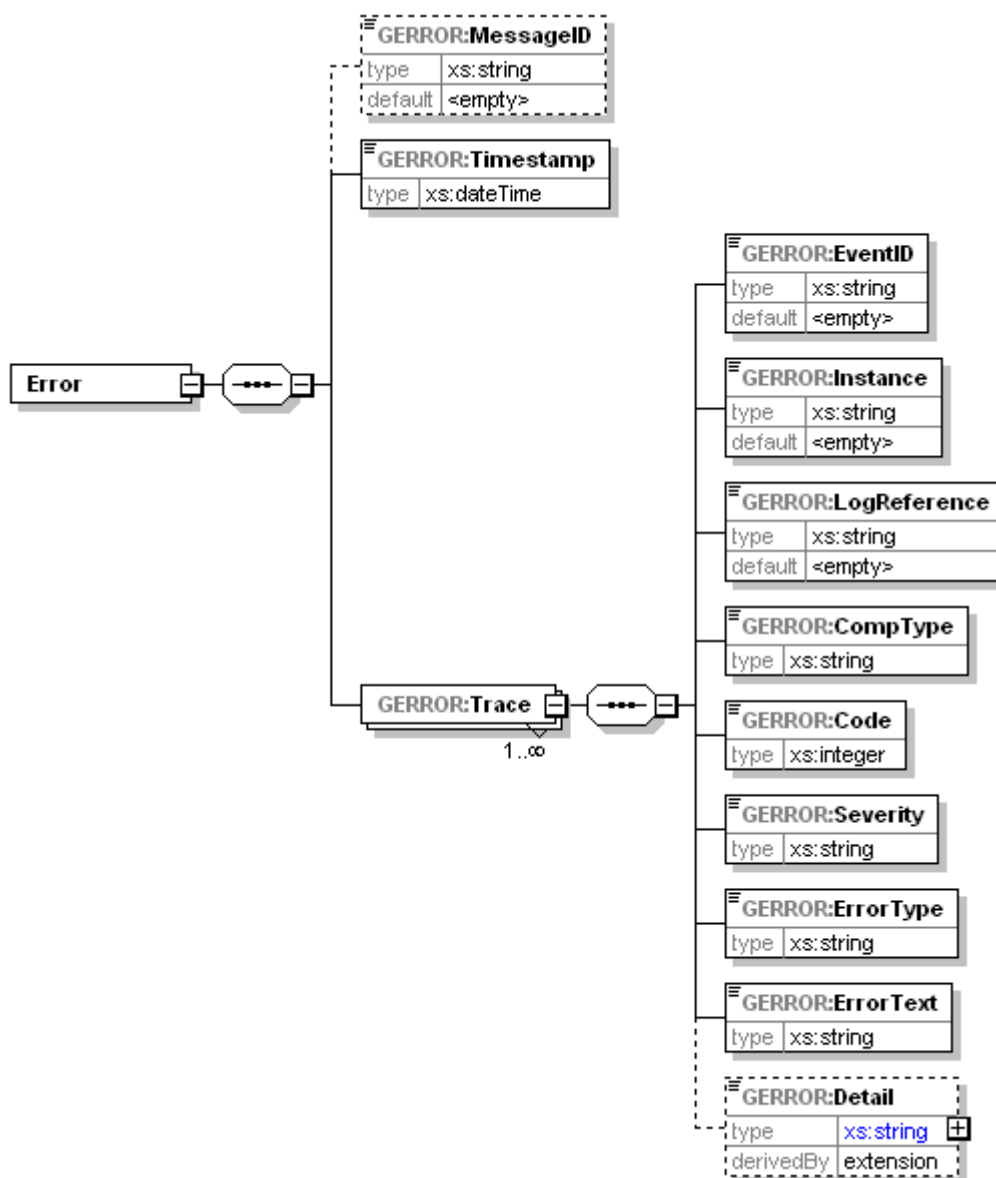 GERROR:MessageID
type xs:string
default <empty>
GERROR:Timestamp
type xs:dateTime
GERROR:EventID
type xs:string
default <empty>
GERROR:Instance
type xs:string
default <empty>
Error
GERROR:LogReference
type xs:string
default <empty>
GERROR:CompType
type xs:string
GERROR:Trace
1..∞
GERROR:Code
type xs:integer
GERROR:Severity
type xs:string
GERROR:ErrorType
type xs:string
GERROR:ErrorText
type xs:string
GERROR:Detail
type xs:string
derivedBy extension